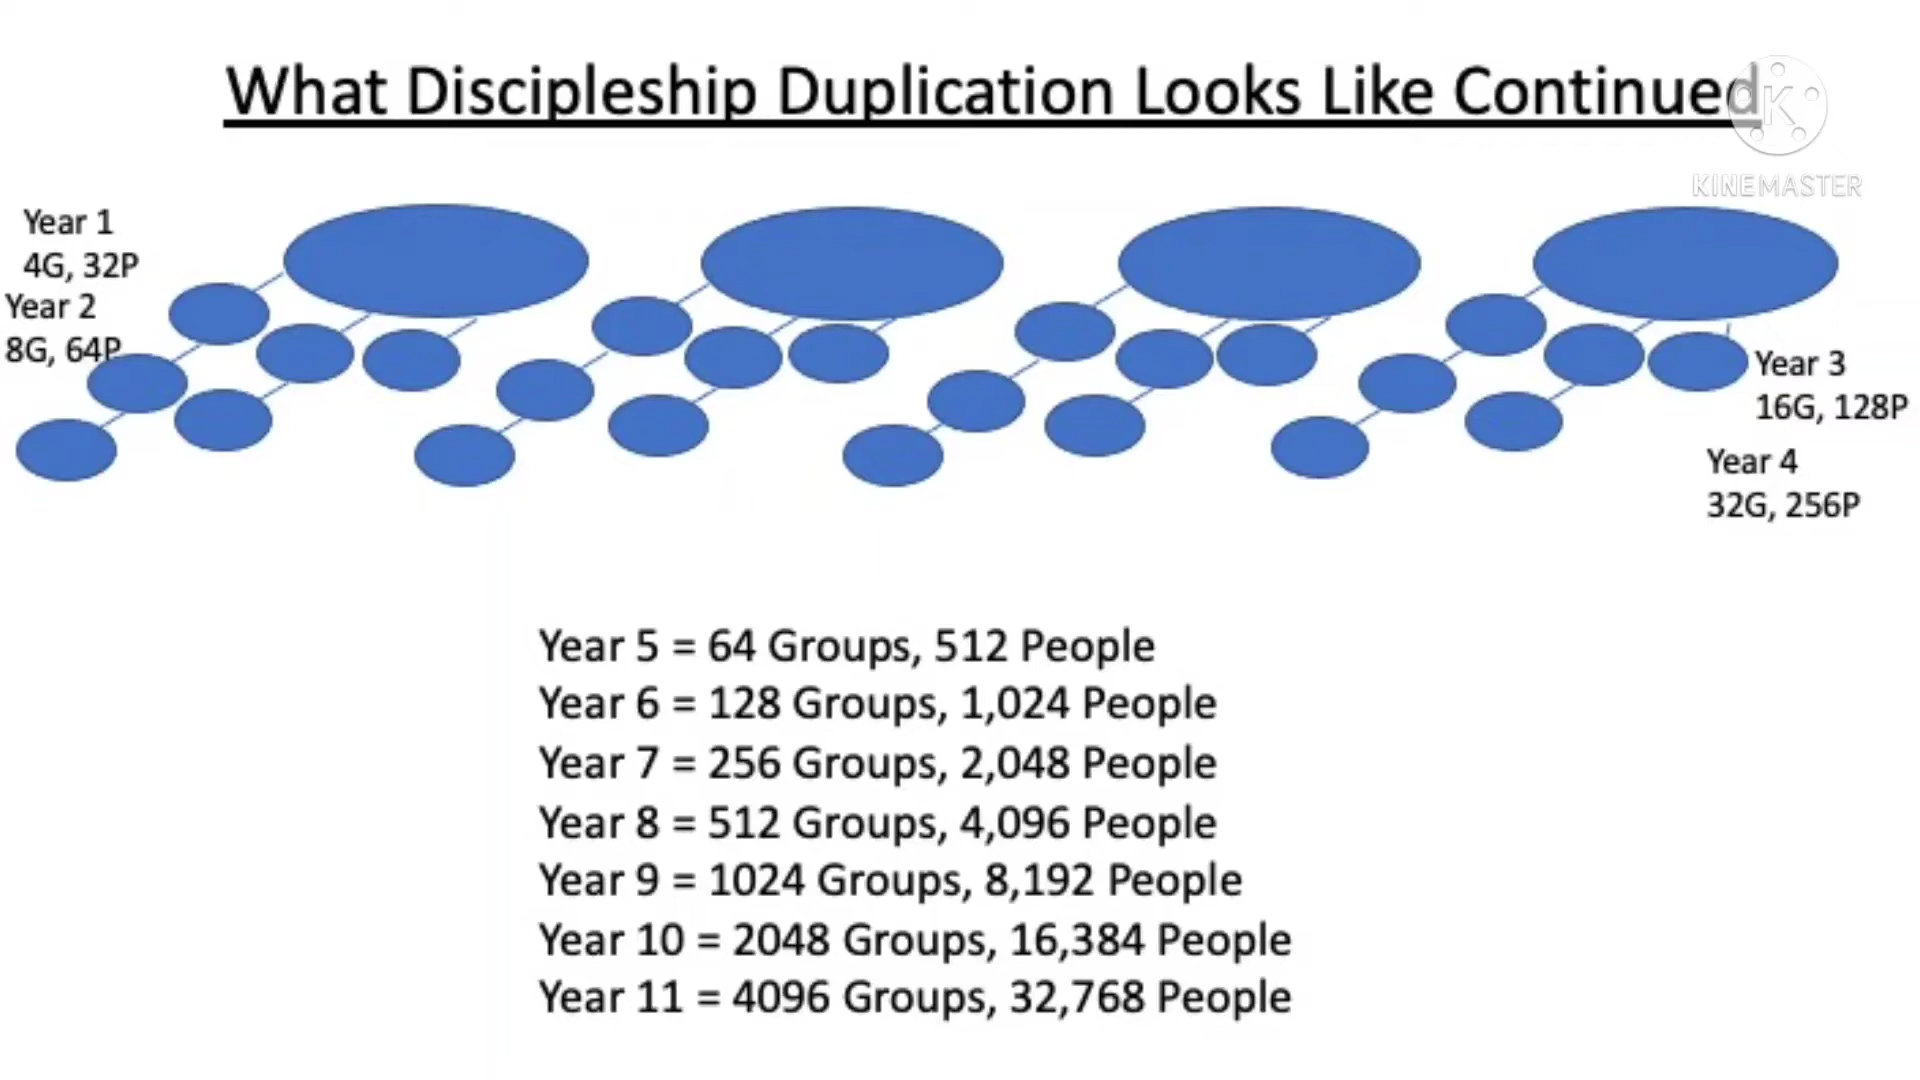 What Discipleship Duplication Looks Like Continued
K
KINEMASTER
Year 1
4G, 32P
Year 2
8G, 64P
Year 3
16G, 128P
Year 4
32G, 256P
Year 5 = 64 Groups, 512 People
Year 6 = 128 Groups, 1,024 People
Year 7 = 256 Groups, 2,048 People
Year 8 = 512 Groups, 4,096 People
Year 9 = 1024 Groups, 8,192 People
Year 10 = 2048 Groups, 16,384 People
Year 11 = 4096 Groups, 32,768 People